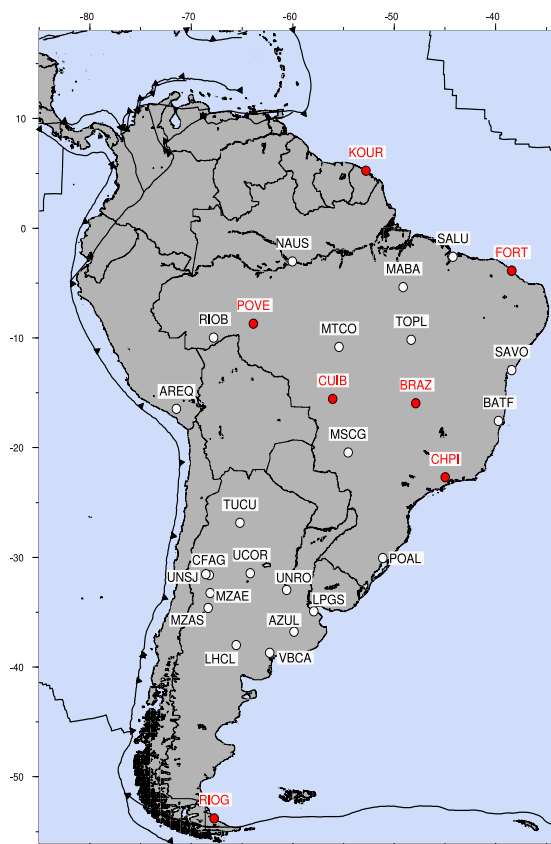 -80 -70 -60 -50 -40
10
KOUR
0
NAUS SALU
FORT
MABA
POVE
RIOB TOPL
MTCO
-10
SAVO
CUIB BRAZ
AREQ
BATF
MSCG
-20
CHPI
TUCU
CFAG UCOR POAL
-30
UNSJ UNRO
MZAE
LPGS
MZAS AZUL
LHCL VBCA
-40
-50
RIOG